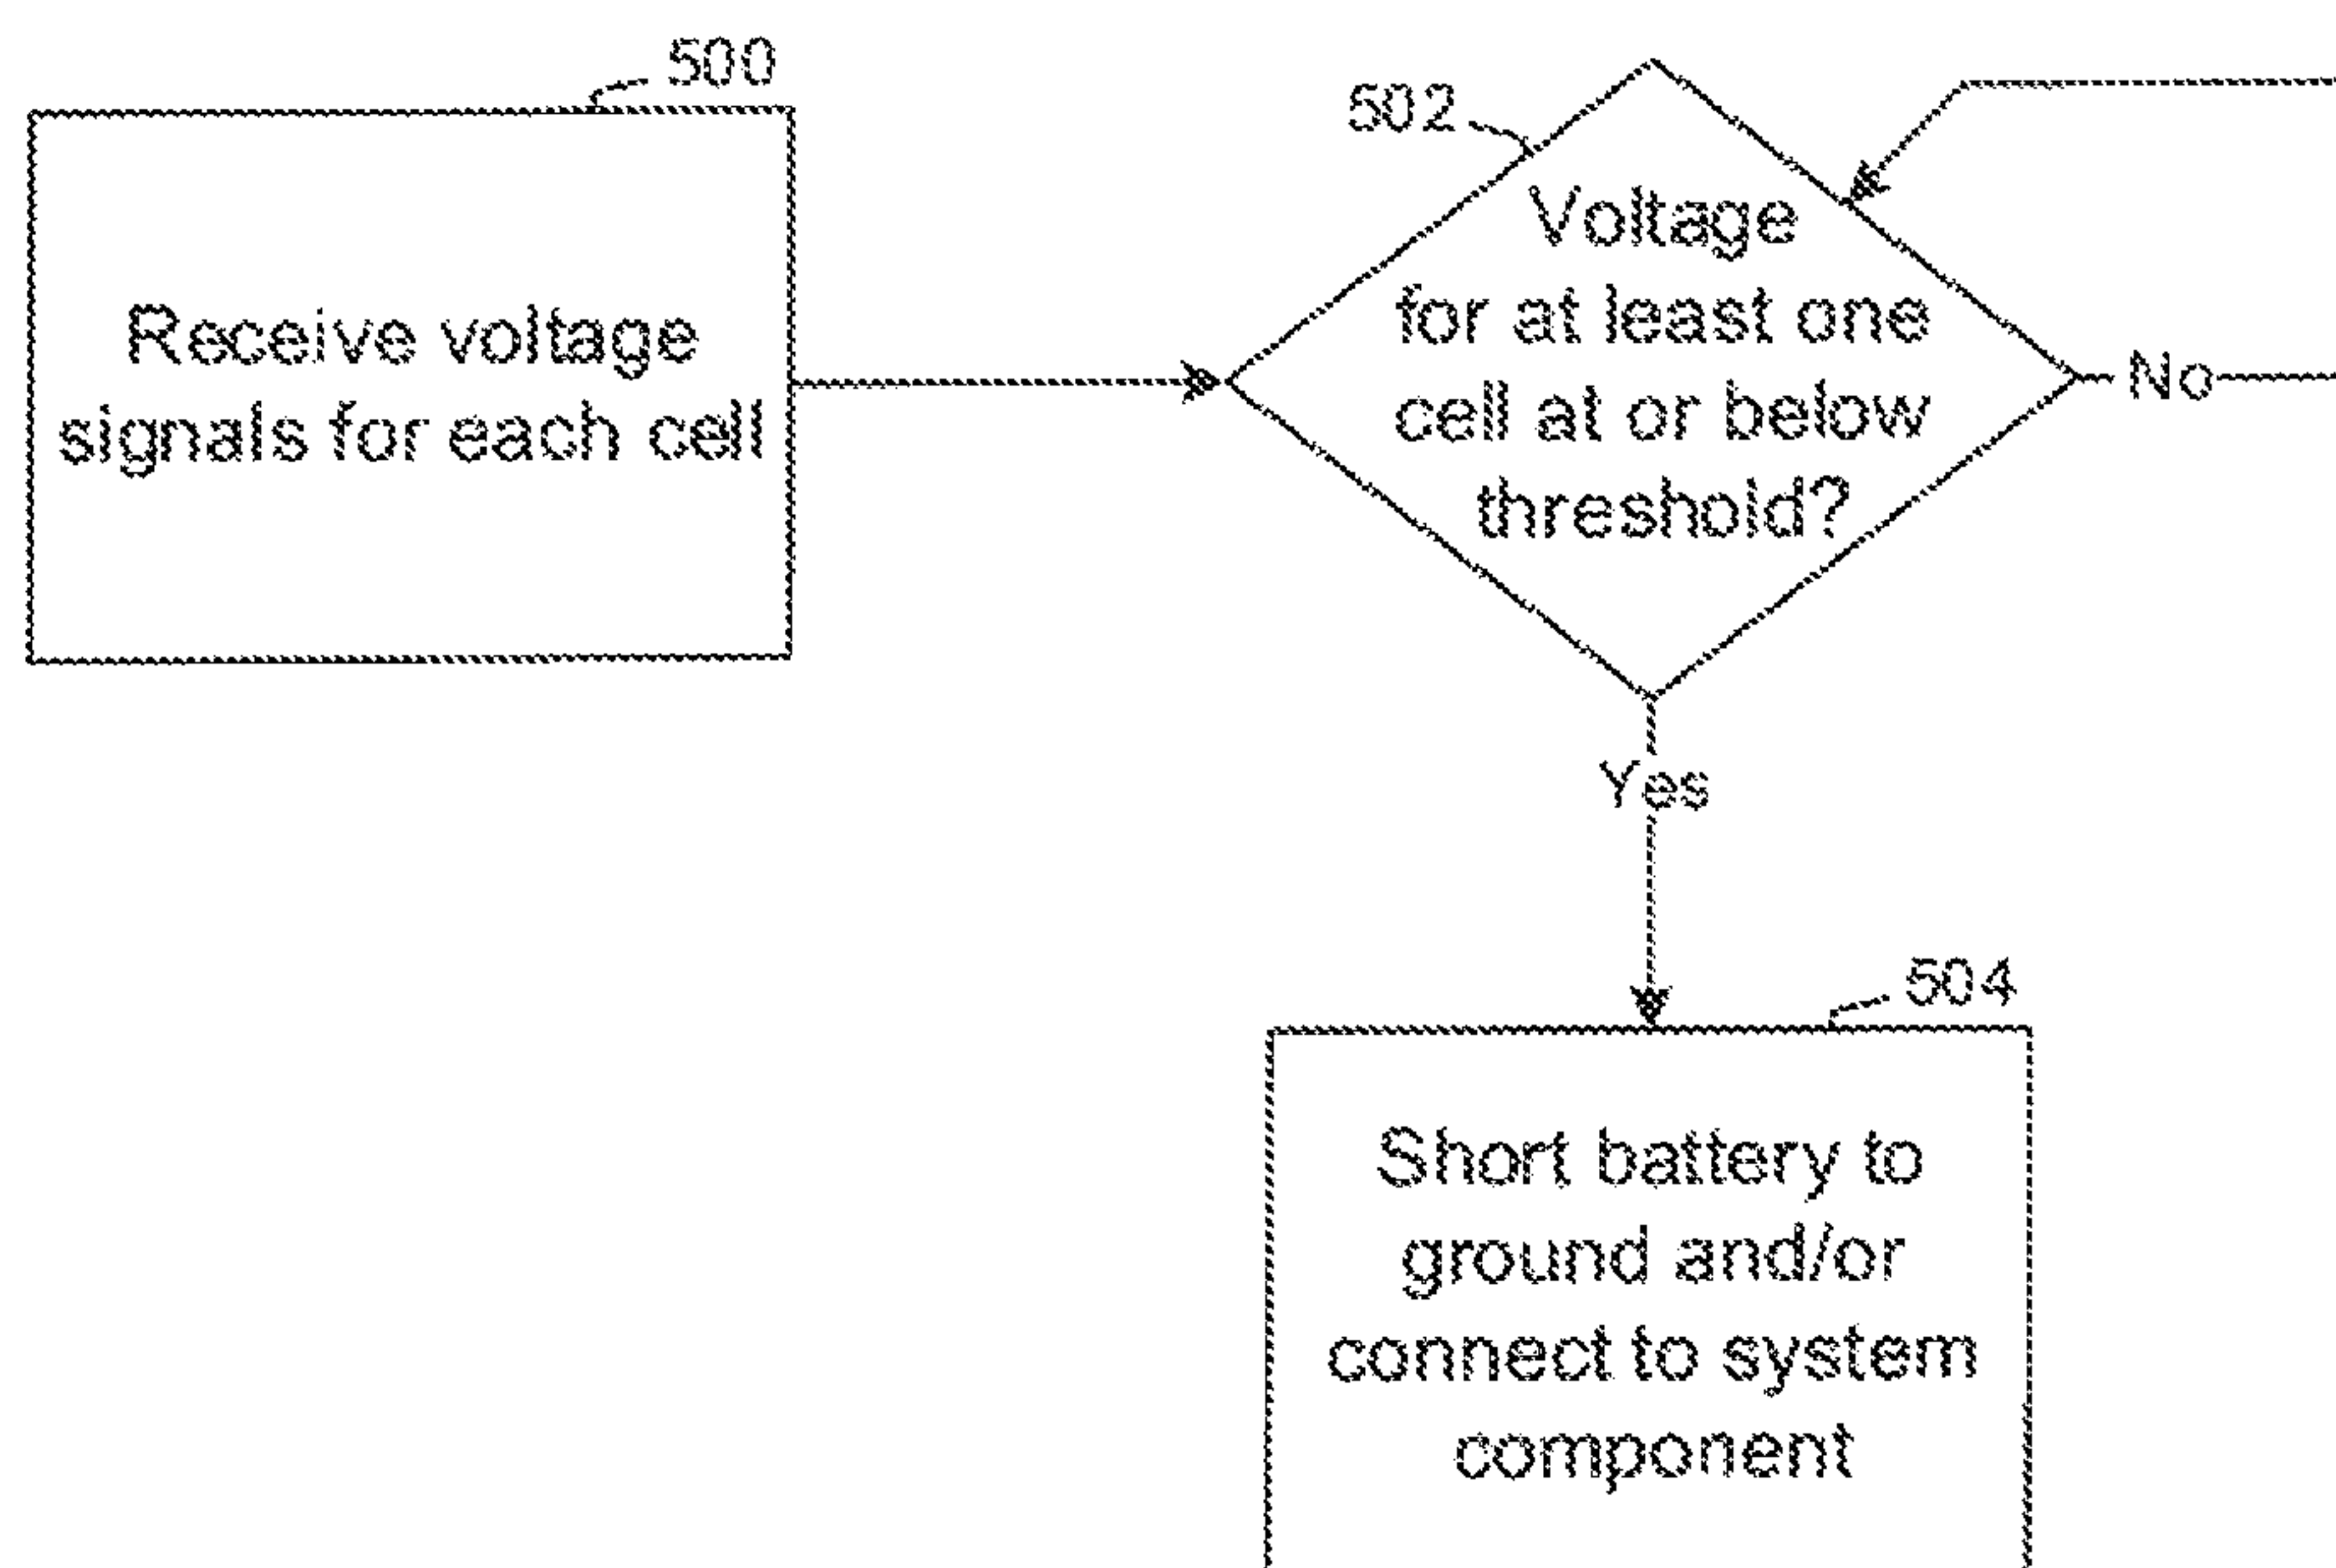 500
Receive voltage
signals for each cell
502
Voltage
for at least one
cell at or below
threshold?
No
Yes
504
Short battery to
ground and/or
connect to system
component